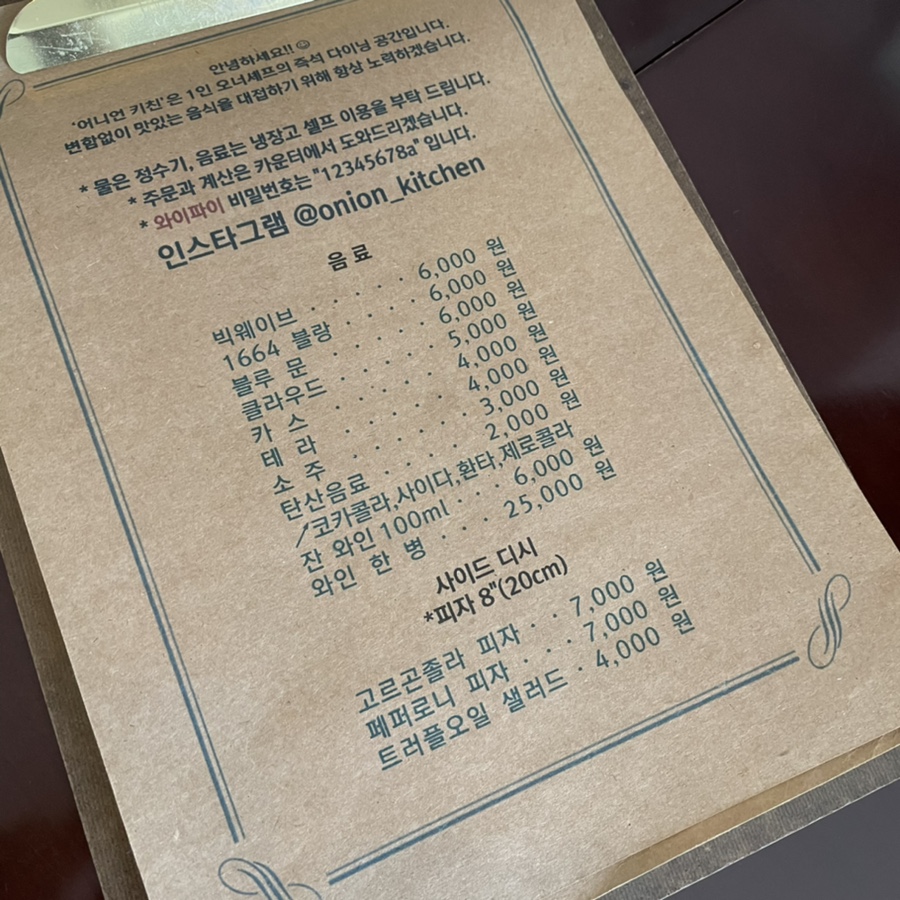 안녕하세요!! ☺
'어니언 키친'은 1인 오너셰프의 즉석 다이닝 공간입니다.
변함없이 맛있는 음식을 대접하기 위해 항상 노력하겠습니다.
* 물은 정수기, 음료는 냉장고 셀프 이용을 부탁 드립니다.
* 주문과 계산은 카운터에서 도와드리겠습니다.
* 와이파이 비밀번호는 "12345678a" 입니다.
인스타그램 @onion_kitchen
음 료
빅웨이브 · · · · · 6,000 원
1664 블랑 · · · · 6,000 원
블루 문 · · · · · 6,000 원
클라우드 · · · · · 5,000 원
카 스 · · · · · · 4,000 원
테 라 · · · · · · 4,000 원
소 주 · · · · · · 3,000 원
탄산음료 · · · · · 2,000 원
/코카콜라,사이다,환타,제로콜라
잔 와인 100ml · · · 6,000 원
와인 한 병 · · · 25,000 원
사이드 디시
*피자 8"(20cm)
고르곤졸라 피자 · · 7,000 원
페퍼로니 피자 · · · 7,000 원
트러플오일 샐러드 · 4,000 원